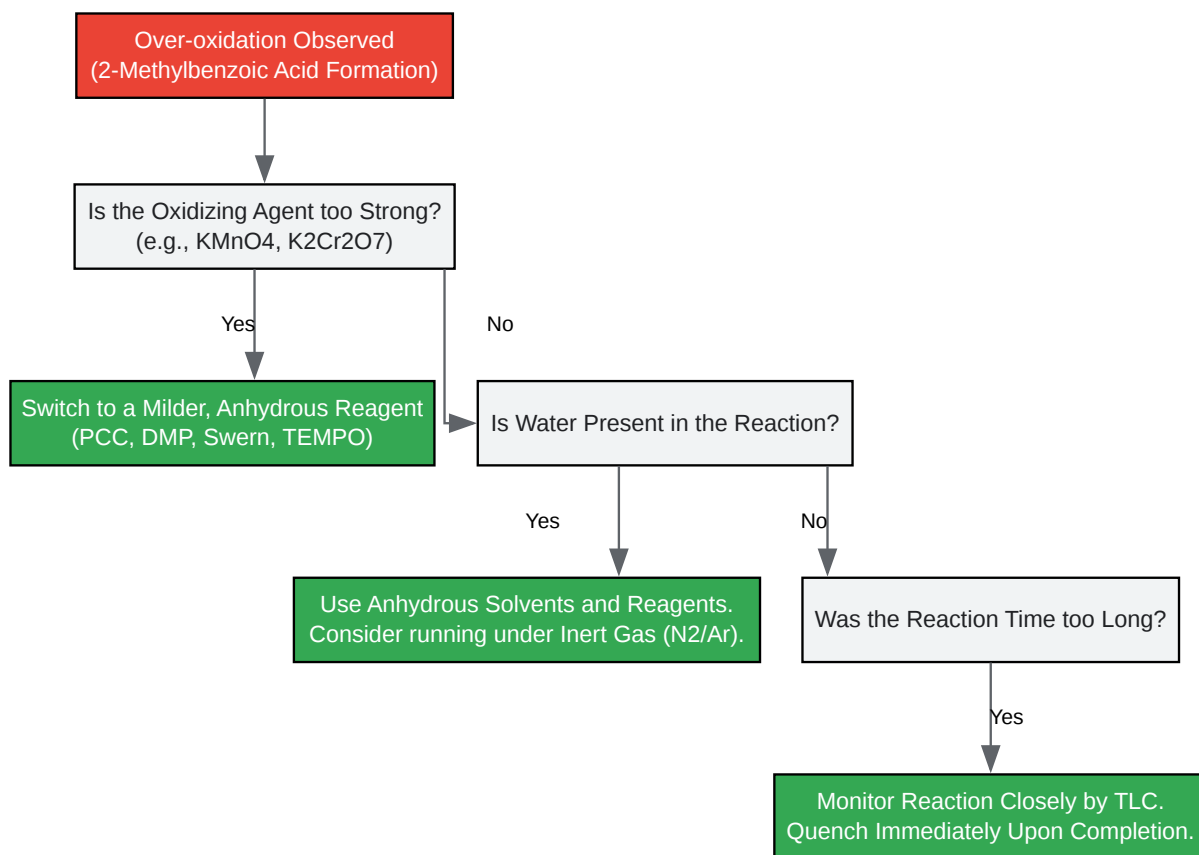 Over-oxidation Observed
(2-Methylbenzoic Acid Formation)
Is the Oxidizing Agent too Strong?
(e.g., KMnO4, K2Cr2O7)
Yes
No
Switch to a Milder, Anhydrous Reagent
(PCC, DMP, Swern, TEMPO)
Is Water Present in the Reaction?
Yes
No
Use Anhydrous Solvents and Reagents.
Consider running under Inert Gas (N2/Ar).
Was the Reaction Time too Long?
Yes
Monitor Reaction Closely by TLC.
Quench Immediately Upon Completion.